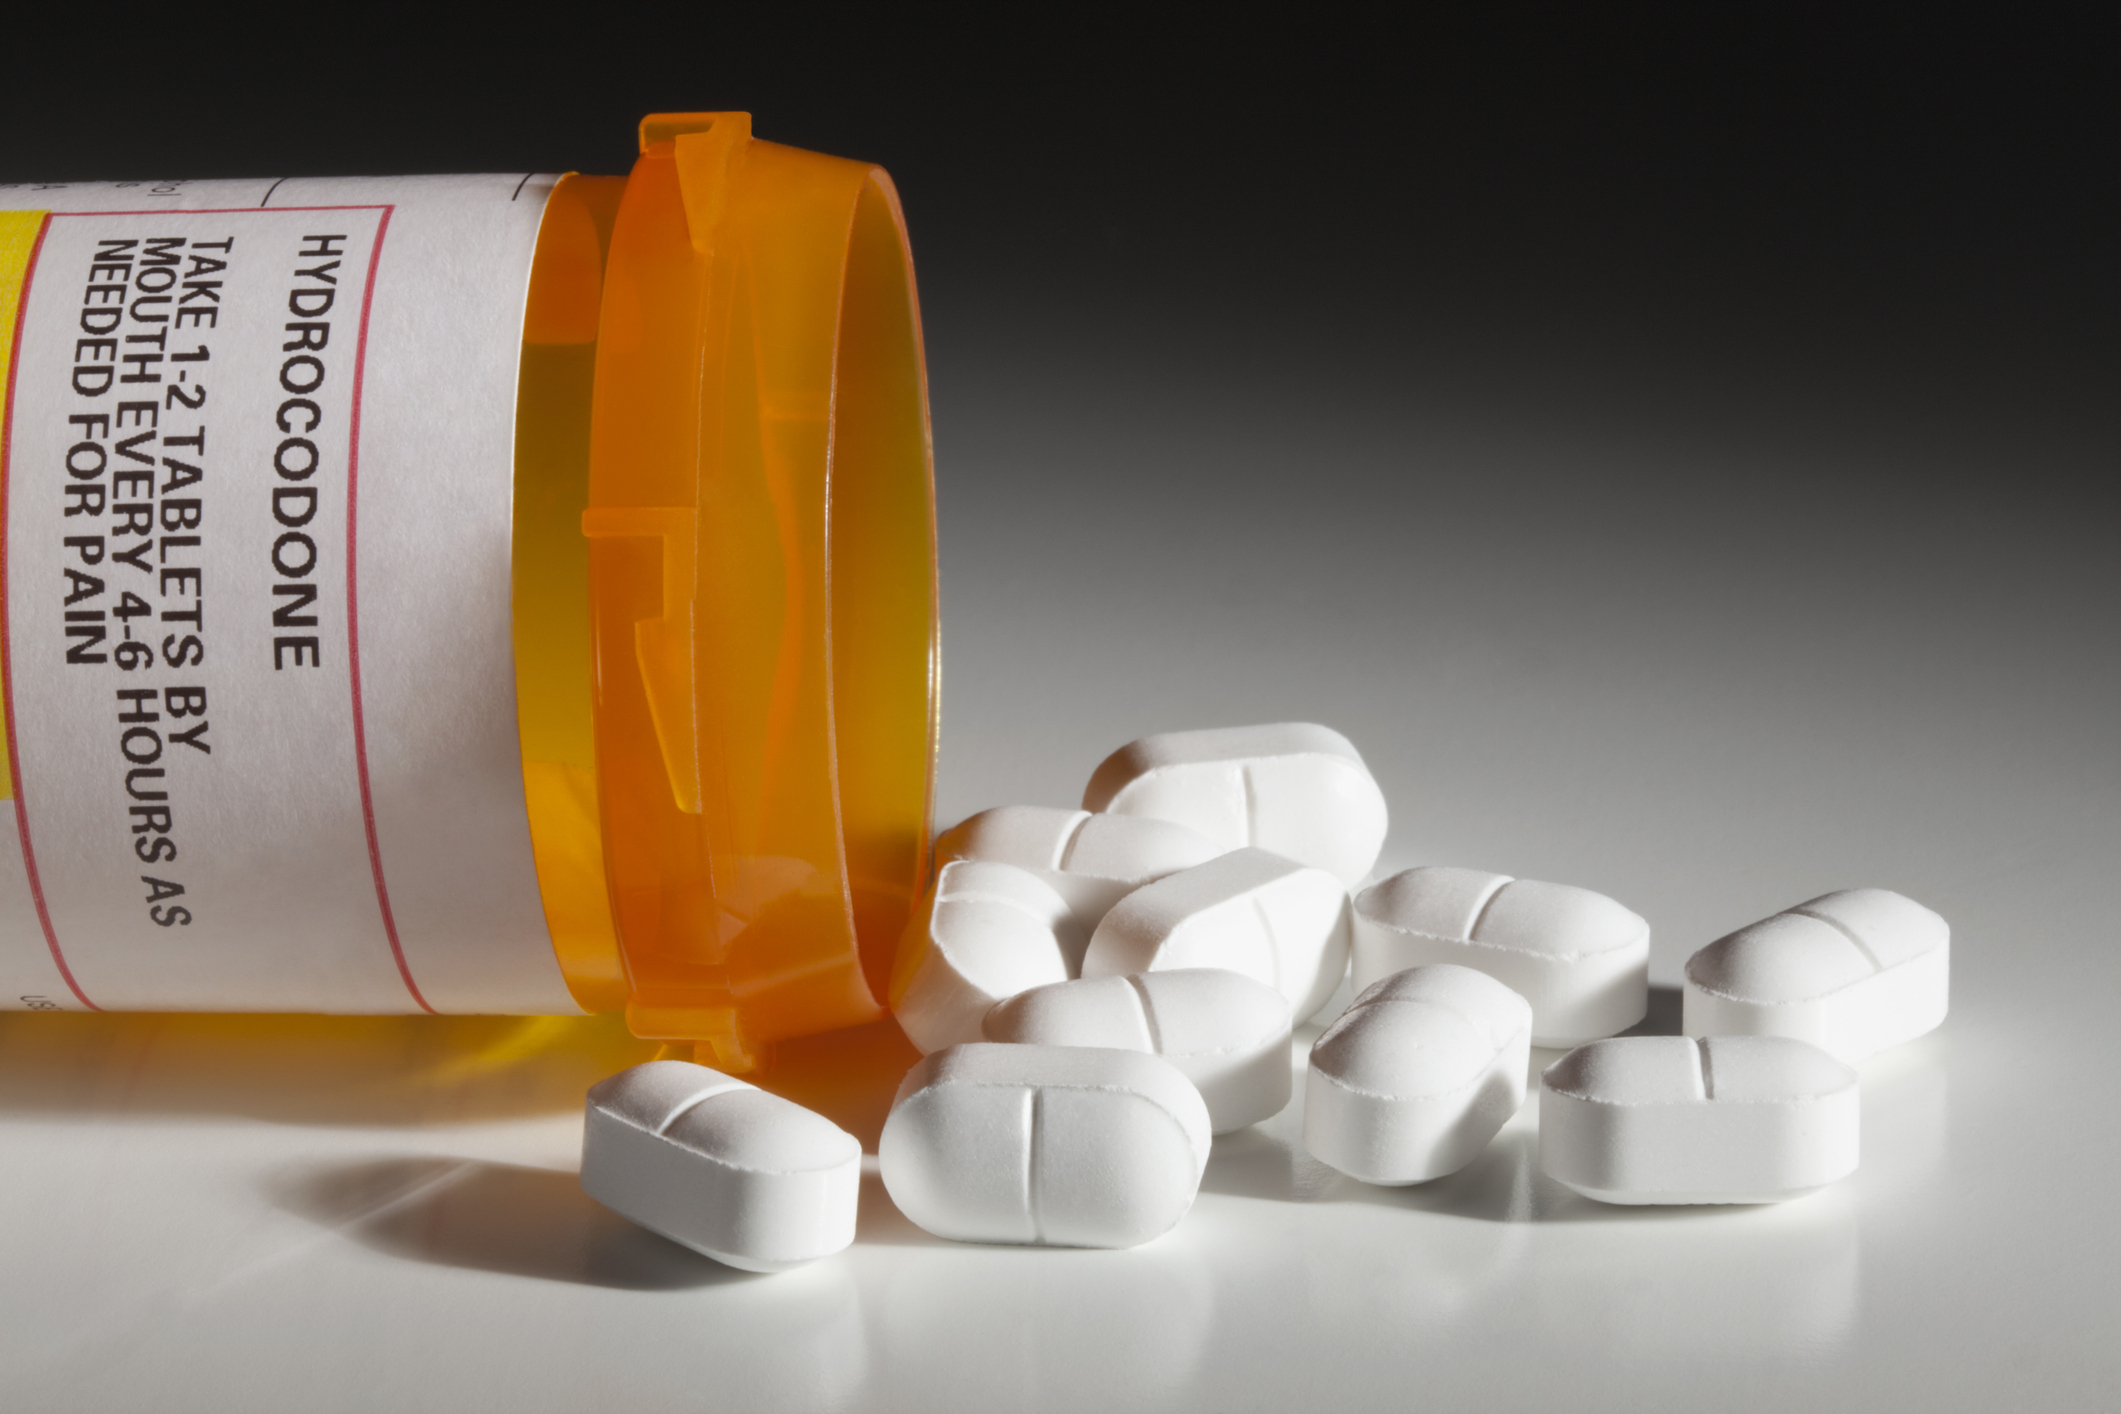 HYDROCODONE
TAKE 1-2 TABLETS BY
MOUTH EVERY 4-6 HOURS AS
NEEDED FOR PAIN